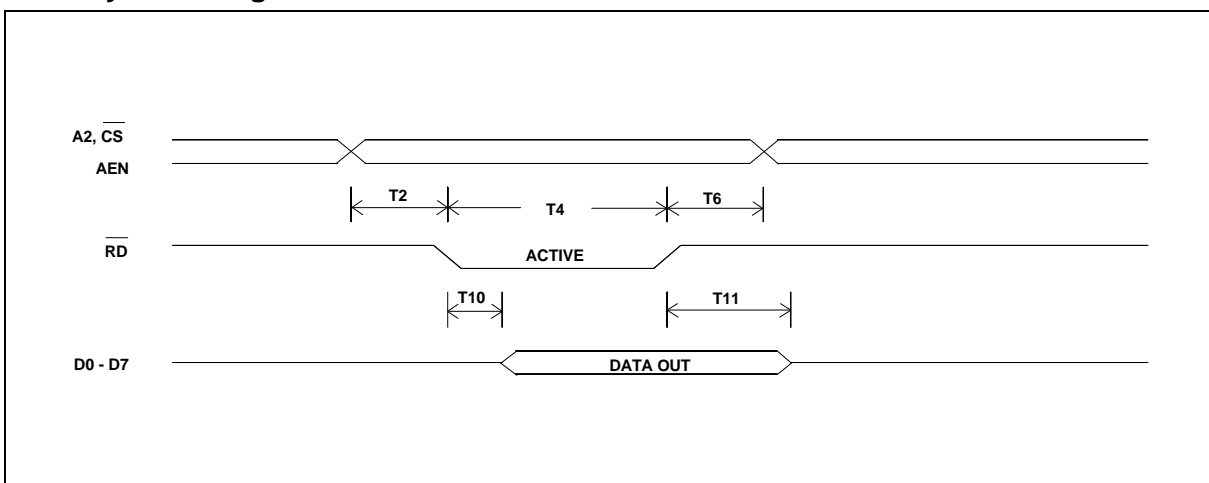 A2, CS
AEN
T2
T4
T6
RD
ACTIVE
T10
T11
D0 - D7
DATA OUT